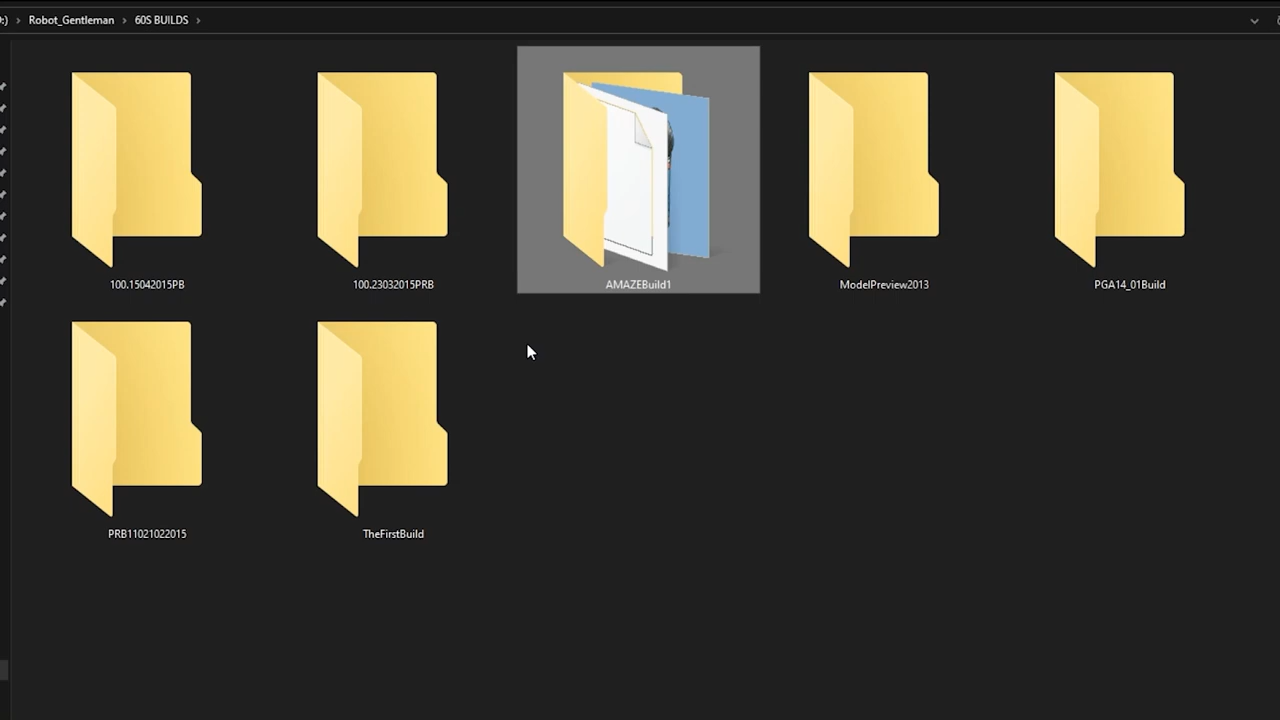 :) › Robot_Gentleman › 60S BUILDS ›
100.15042015PB
100.23032015PRB
AMAZEBuild1
ModelPreview2013
PGA14_01Build
PRB11021022015
TheFirstBuild